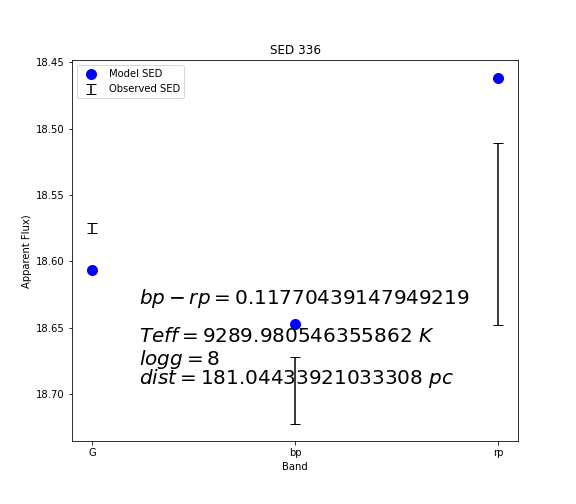 SED 336
18.45
Model SED
Observed SED
18.50
18.55
Apparent Flux)
18.60
bp − rp = 0.11770439147949219
18.65
Teff = 9289.980546355862 K
logg = 8
dist = 181.04433921033308 pc
18.70
G bp rp
Band